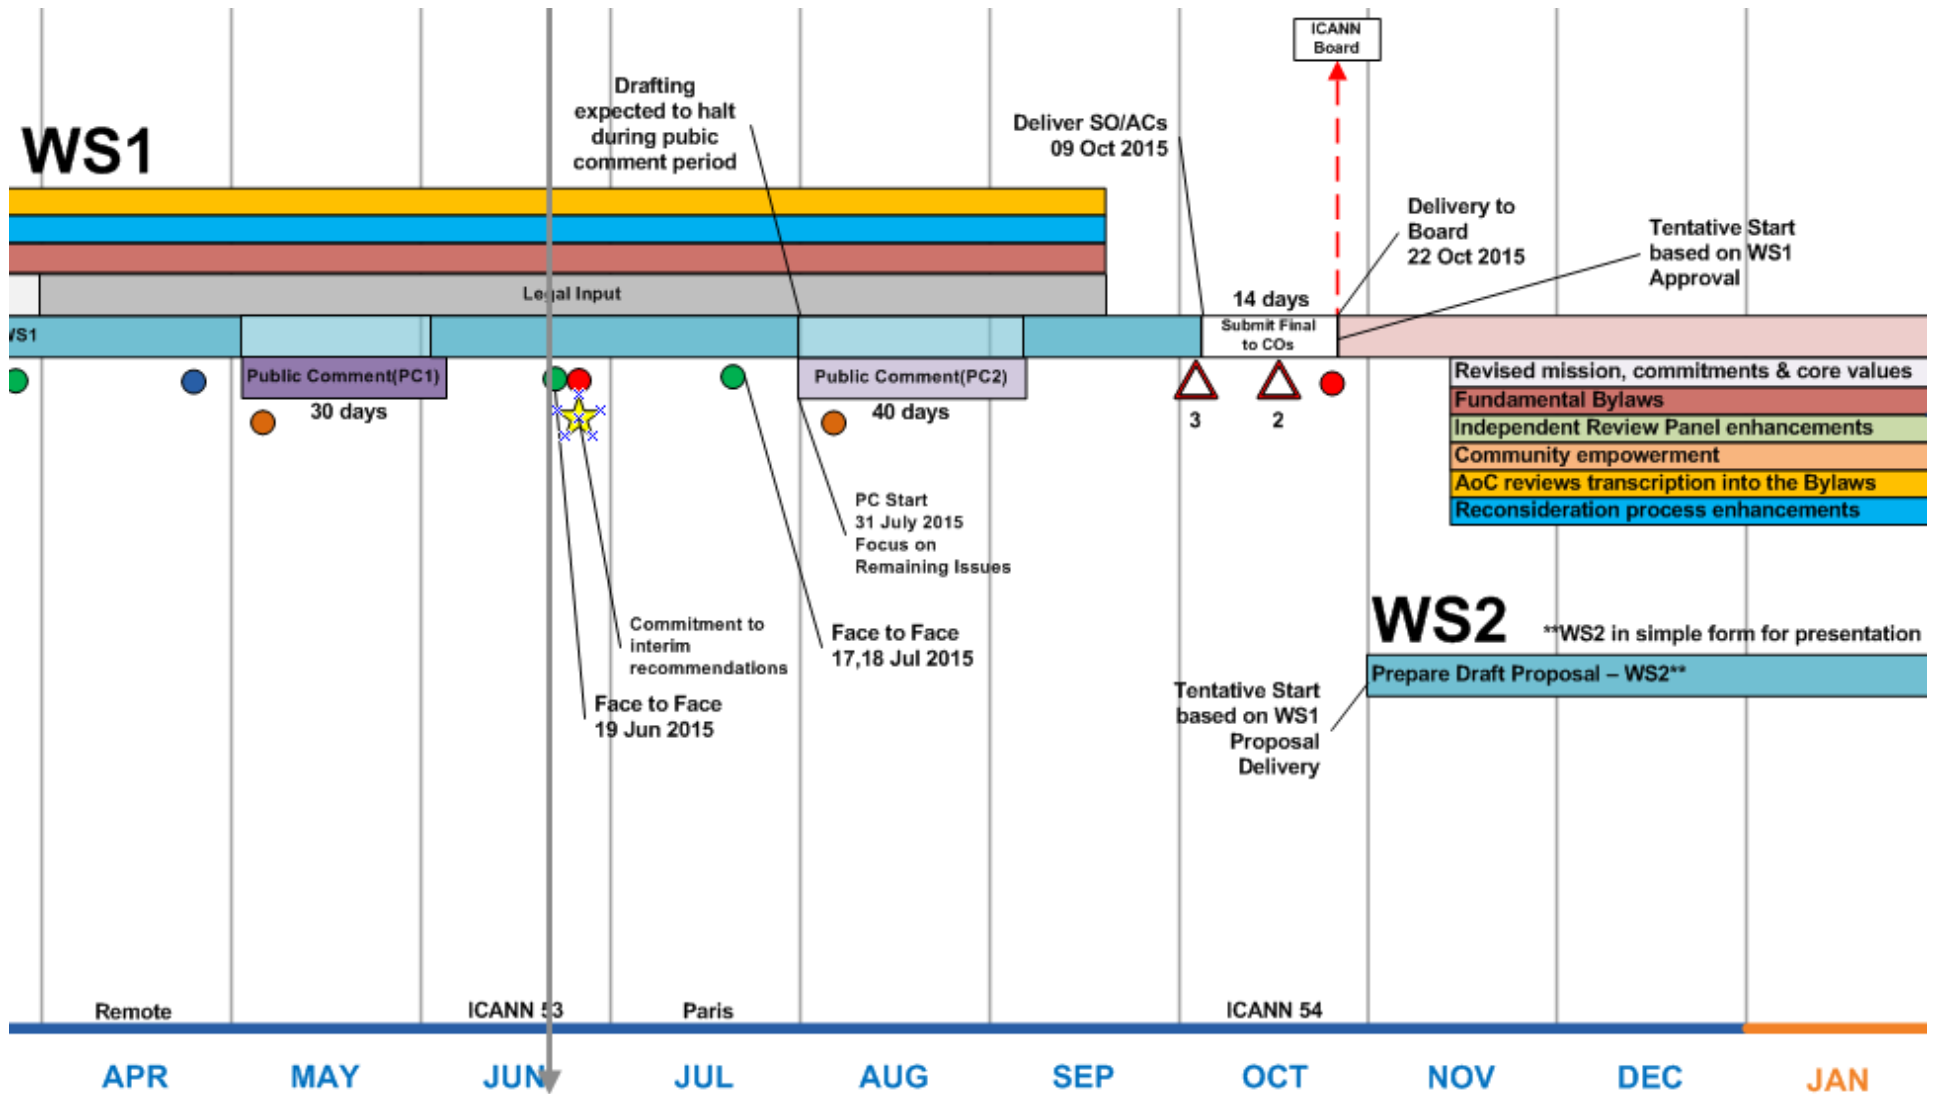 ICANN
Board
Drafting
expected to halt
during pubic
comment period
Deliver SO/ACs
09 Oct 2015
WS1
Delivery to
Board
22 Oct 2015
Tentative Start
based on WS1
Approval
Legal Input
14 days
WS1
Submit Final
to COs
Public Comment(PC1)
30 days
Public Comment(PC2)
40 days
3
2
Revised mission, commitments & core values
Fundamental Bylaws
Independent Review Panel enhancements
Community empowerment
AoC reviews transcription into the Bylaws
Reconsideration process enhancements
PC Start
31 July 2015
Focus on
Remaining Issues
Commitment to
interim
recommendations
Face to Face
17,18 Jul 2015
Face to Face
19 Jun 2015
WS2
**WS2 in simple form for presentation
Prepare Draft Proposal – WS2**
Tentative Start
based on WS1
Proposal
Delivery
Remote
ICANN 53
Paris
ICANN 54
APR
MAY
JUN
JUL
AUG
SEP
OCT
NOV
DEC
JAN